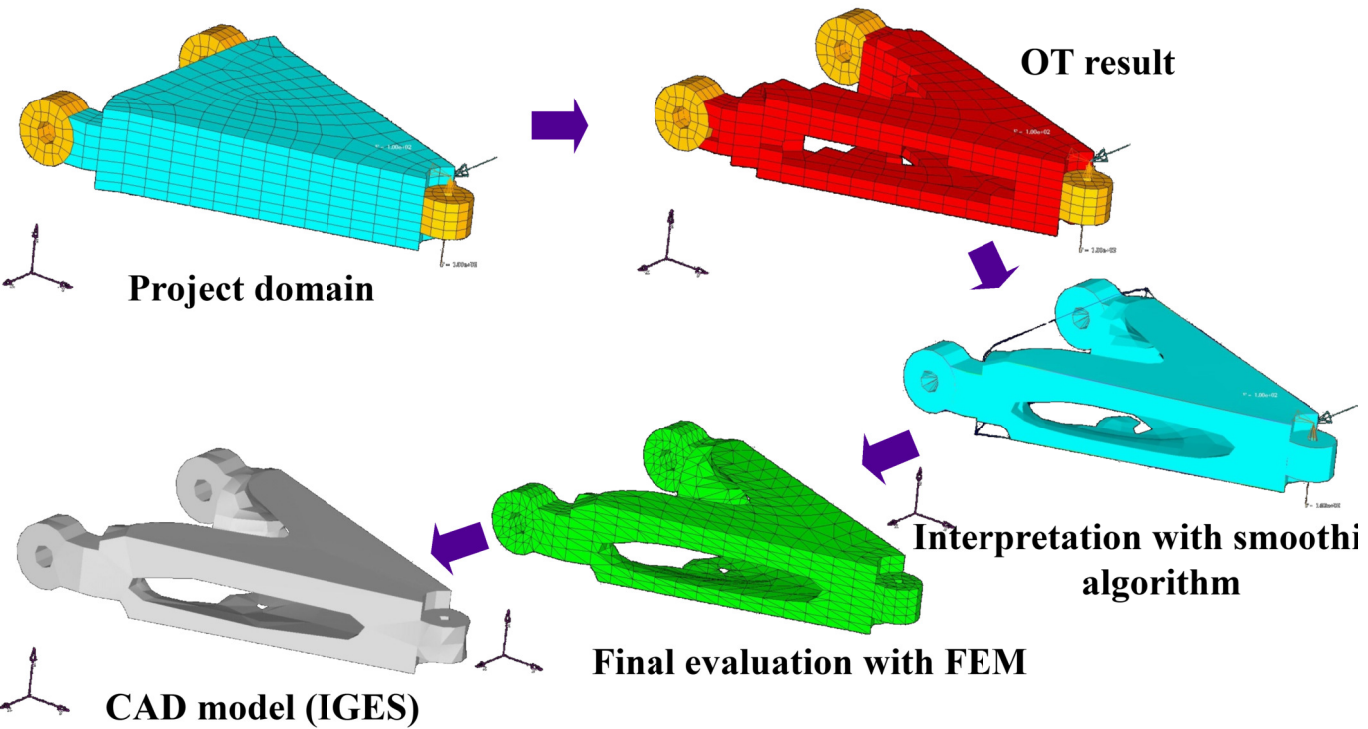 OT result
Project domain
Interpretation with smoothi
algorithm
Final evaluation with FEM
CAD model (IGES)